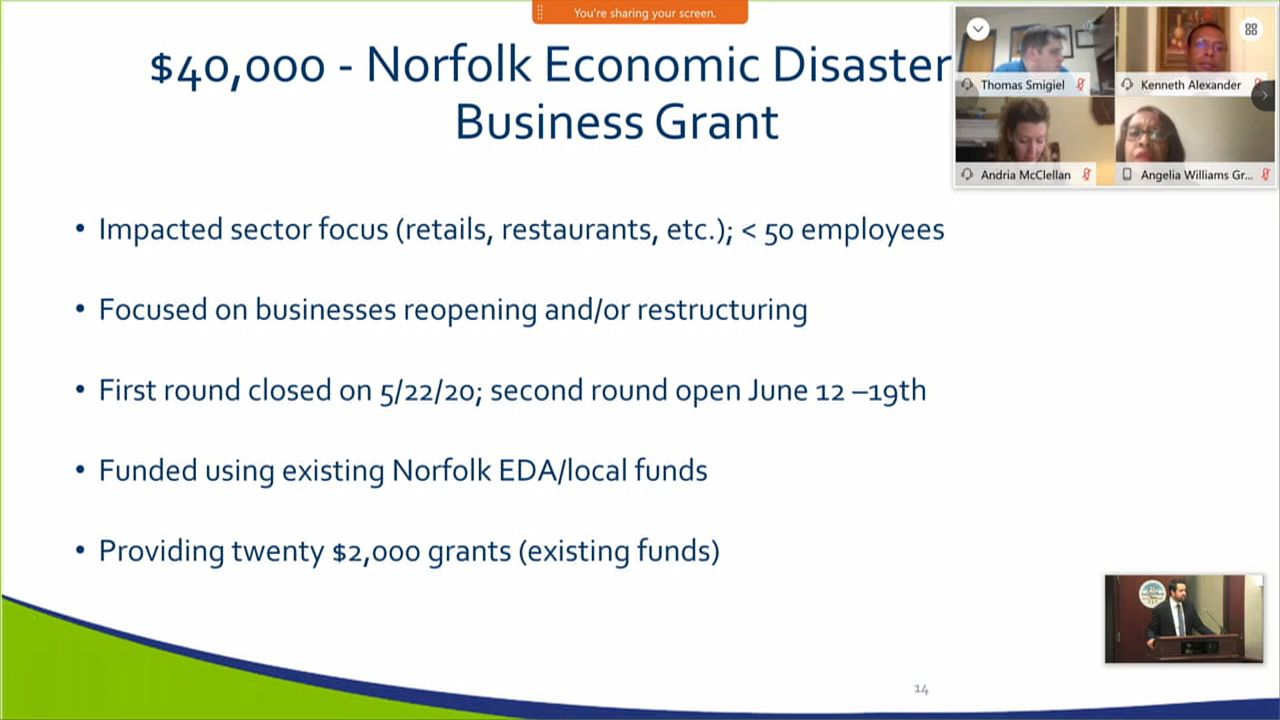 You're sharing your screen.
$40,000 - Norfolk Economic Disaster
Business Grant
Thomas Smigiel
Kenneth Alexander
Andria McClellan
Angelia Williams Gr...
• Impacted sector focus (retails, restaurants, etc.); < 50 employees
• Focused on businesses reopening and/or restructuring
• First round closed on 5/22/20; second round open June 12 –19th
• Funded using existing Norfolk EDA/local funds
• Providing twenty $2,000 grants (existing funds)
14